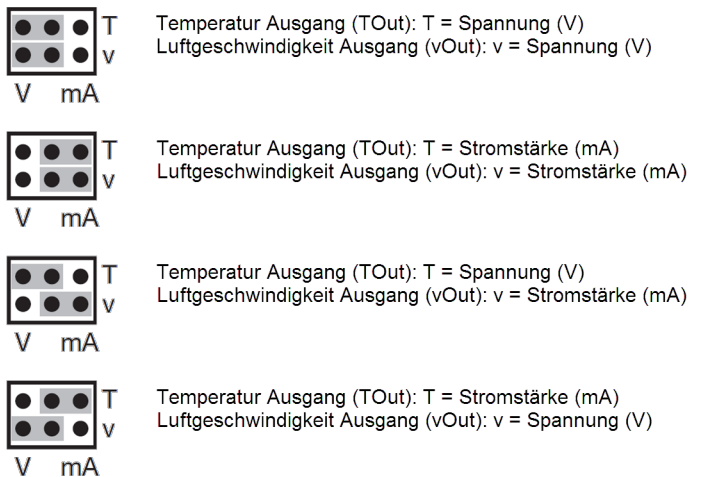 T Temperatur Ausgang (TOut): T = Spannung (V)
v Luftgeschwindigkeit Ausgang (vOut): v = Spannung (V)
V mA
T Temperatur Ausgang (TOut): T = Stromstärke (mA)
v Luftgeschwindigkeit Ausgang (vOut): v = Stromstärke (mA)
V mA
T Temperatur Ausgang (TOut): T = Spannung (V)
v Luftgeschwindigkeit Ausgang (vOut): v = Stromstärke (mA)
V mA
T Temperatur Ausgang (TOut): T = Stromstärke (mA)
v Luftgeschwindigkeit Ausgang (vOut): v = Spannung (V)
V mA